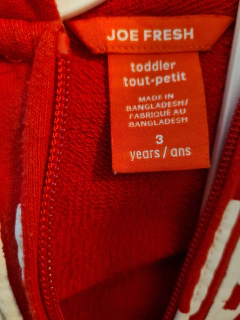 JOE FRESH
toddler
tout-petit
MADE IN
BANGLADESH/
FABRIQUÉ AU
BANGLADESH
3
years / ans